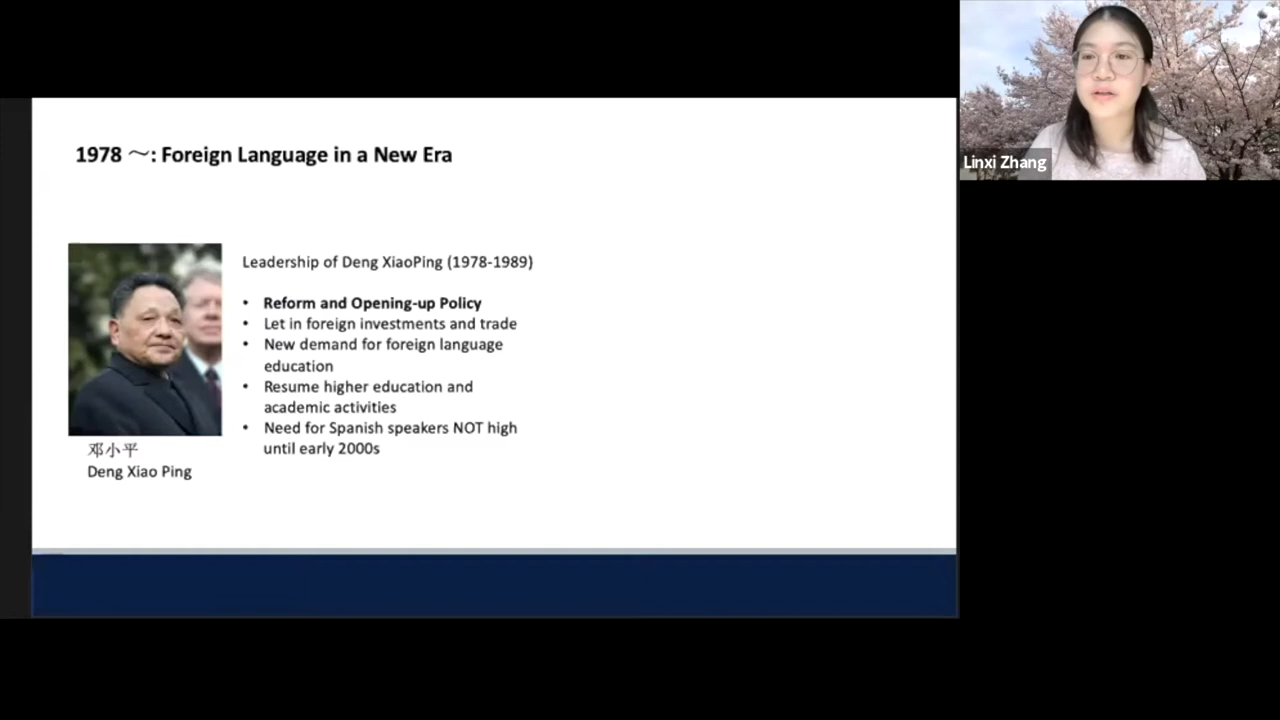 1978 ～: Foreign Language in a New Era
Leadership of Deng XiaoPing (1978-1989)
• Reform and Opening-up Policy
• Let in foreign investments and trade
• New demand for foreign language
education
• Resume higher education and
academic activities
• Need for Spanish speakers NOT high
until early 2000s
邓小平
Deng Xiao Ping
Linxi Zhang